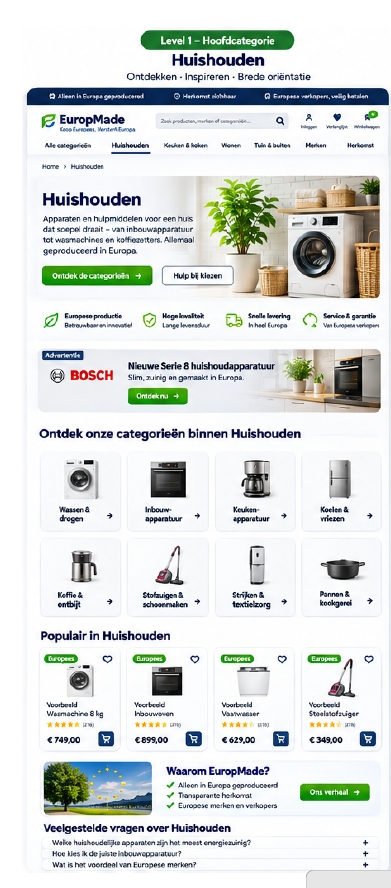 Level 1 – Hoofdcategorie
Huishouden
Ontdekken • Inspireren • Brede oriëntatie
Alleen in Europa geproduceerd
Herkomst zichtbaar
Europese verkopers, veilig betalen
EuropMade
Koop Europees, Versterk Europa
Zoek producten, merken of categorieën...
Inloggen
Verlanglijst
Winkelwagen
Alle categorieën
Huishouden
Keuken & koken
Wonen
Tuin & buiten
Merken
Herkomst
Home › Huishouden
Huishouden
Apparaten en hulpmiddelen voor een huis
dat soepel draait – van inbouwapparatuur
tot wasmachines en koffiezetters. Allemaal
geproduceerd in Europa.
Ontdek de categorieën →
Hulp bij kiezen
Europese productie
Betrouwbaar en innovatief
Hoge kwaliteit
Lange levensduur
Snelle levering
In heel Europa
Service & garantie
Van Europese verkopers
Advertentie
BOSCH
Nieuwe Serie 8 huishoudapparatuur
Slim, zuinig en gemaakt in Europa.
Ontdek nu →
Ontdek onze categorieën binnen Huishouden
Wassen &
drogen →
Inbouw-
apparatuur →
Keuken-
apparatuur →
Koelen &
vriezen →
Koffie &
ontbijt →
Stofzuigen &
schoonmaken →
Strijken &
textielzorg →
Pannen &
kookgerei →
Populair in Huishouden
Europees
Voorbeeld
Wasmachine 8 kg
€ 749,00
Europees
Voorbeeld
Inbouwoven
€ 899,00
Europees
Voorbeeld
Vaatwasser
€ 629,00
Europees
Voorbeeld
Steelstofzuiger
€ 349,00
Waarom EuropMade?
Alleen in Europa geproduceerd
Transparante herkomst
Europese merken en verkopers
Ons verhaal →
Veelgestelde vragen over Huishouden
Welke huishoudelijke apparaten zijn het meest energiezuinig? +
Hoe kies ik de juiste inbouwapparatuur? +
Wat is het voordeel van Europese merken? +